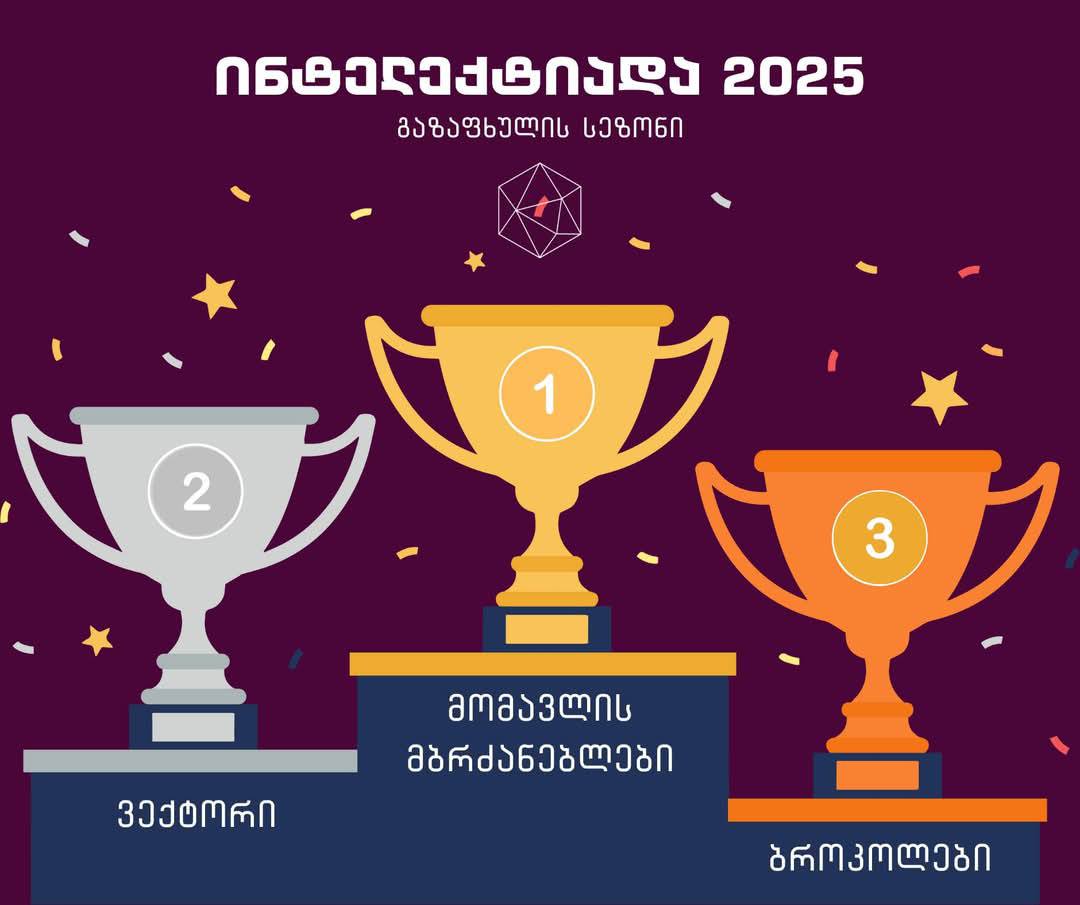 ინტელექტიადა 2025
გაზაფხულის სეზონი
1
2
3
მომავლის
მბრძანებლები
ვექტორი
ბროკოლები